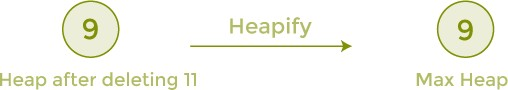 9
Heapify
9
Heap after deleting 11
Max Heap